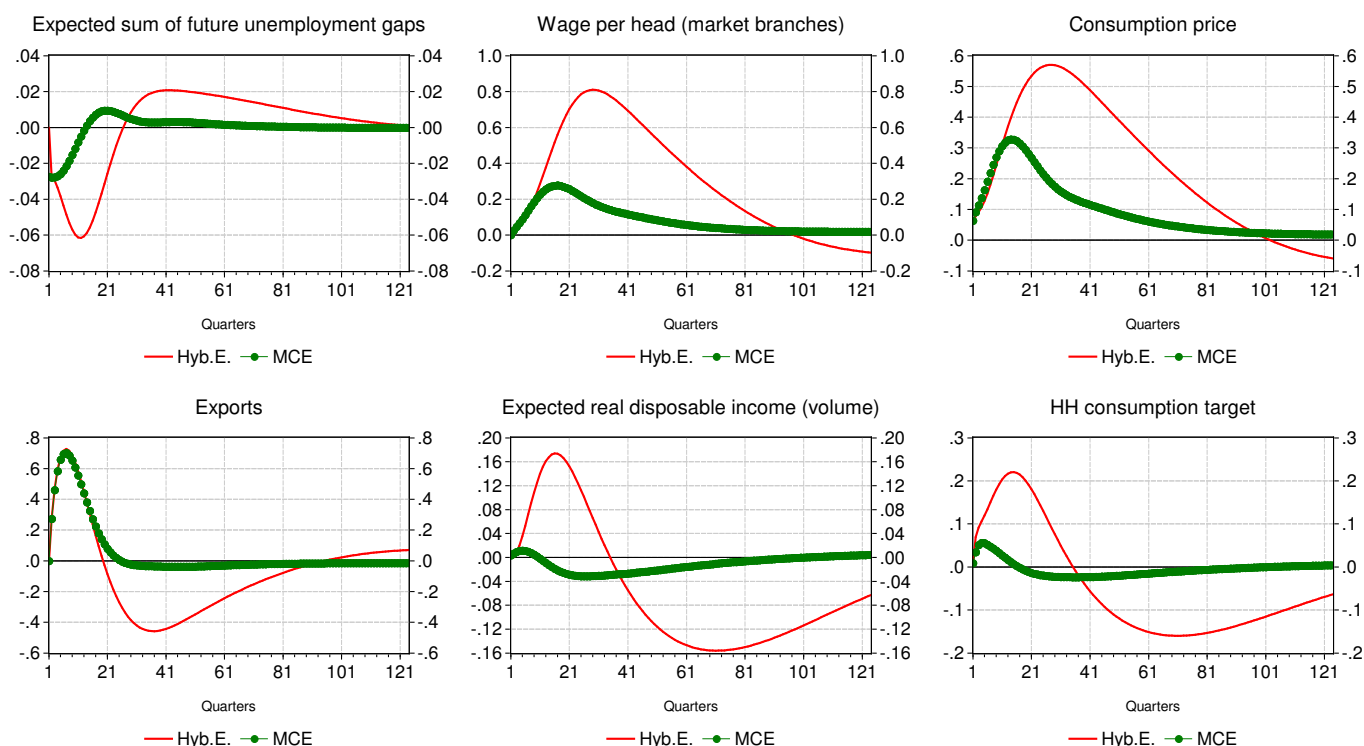 Expected sum of future unemployment gaps
.04 .04
.02 .02
.00 .00
-.02 -.02
-.04 -.04
-.06 -.06
-.08 -.08
1 21 41 61 81 101 121
Quarters
Hyb.E. MCE
Wage per head (market branches)
1.0 1.0
0.8 0.8
0.6 0.6
0.4 0.4
0.2 0.2
0.0 0.0
-0.2 -0.2
1 21 41 61 81 101 121
Quarters
Hyb.E. MCE
Consumption price
.6 .6
.5 .5
.4 .4
.3 .3
.2 .2
.1 .1
.0 .0
-.1 -.1
1 21 41 61 81 101 121
Quarters
Hyb.E. MCE
Exports
.8 .8
.6 .6
.4 .4
.2 .2
.0 .0
-.2 -.2
-.4 -.4
-.6 -.6
1 21 41 61 81 101 121
Quarters
Hyb.E. MCE
Expected real disposable income (volume)
.20 .20
.16 .16
.12 .12
.08 .08
.04 .04
.00 .00
-.04 -.04
-.08 -.08
-.12 -.12
-.16 -.16
1 21 41 61 81 101 121
Quarters
Hyb.E. MCE
HH consumption target
.3 .3
.2 .2
.1 .1
.0 .0
-.1 -.1
-.2 -.2
1 21 41 61 81 101 121
Quarters
Hyb.E. MCE